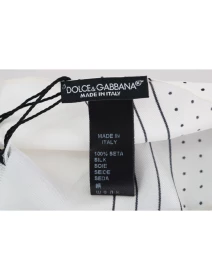 DOLCE & GABBANA
MADE IN ITALY
MADE IN
ITALY
100% SETA
SILK
SOIE
SEIDE
SEDA